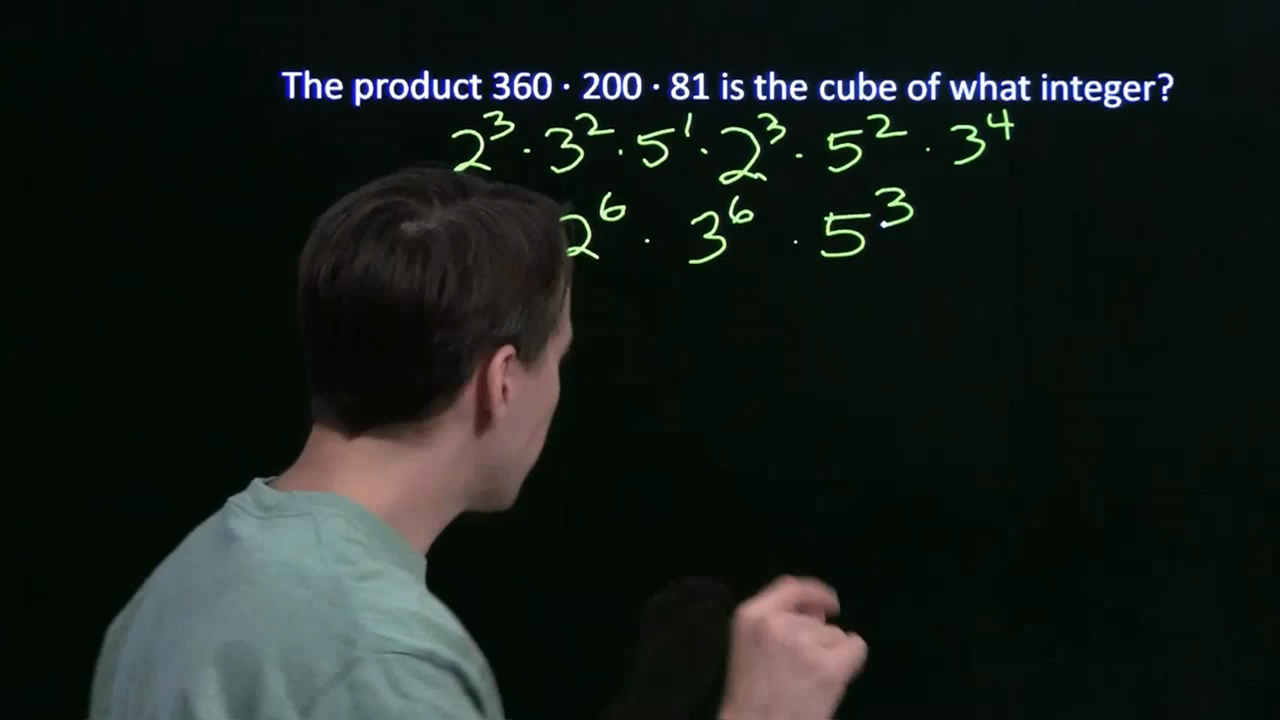 The product 360 · 200 · 81 is the cube of what integer?
2³ · 3² · 5¹ · 2³ · 5² · 3⁴
2⁶ · 3⁶ · 5³